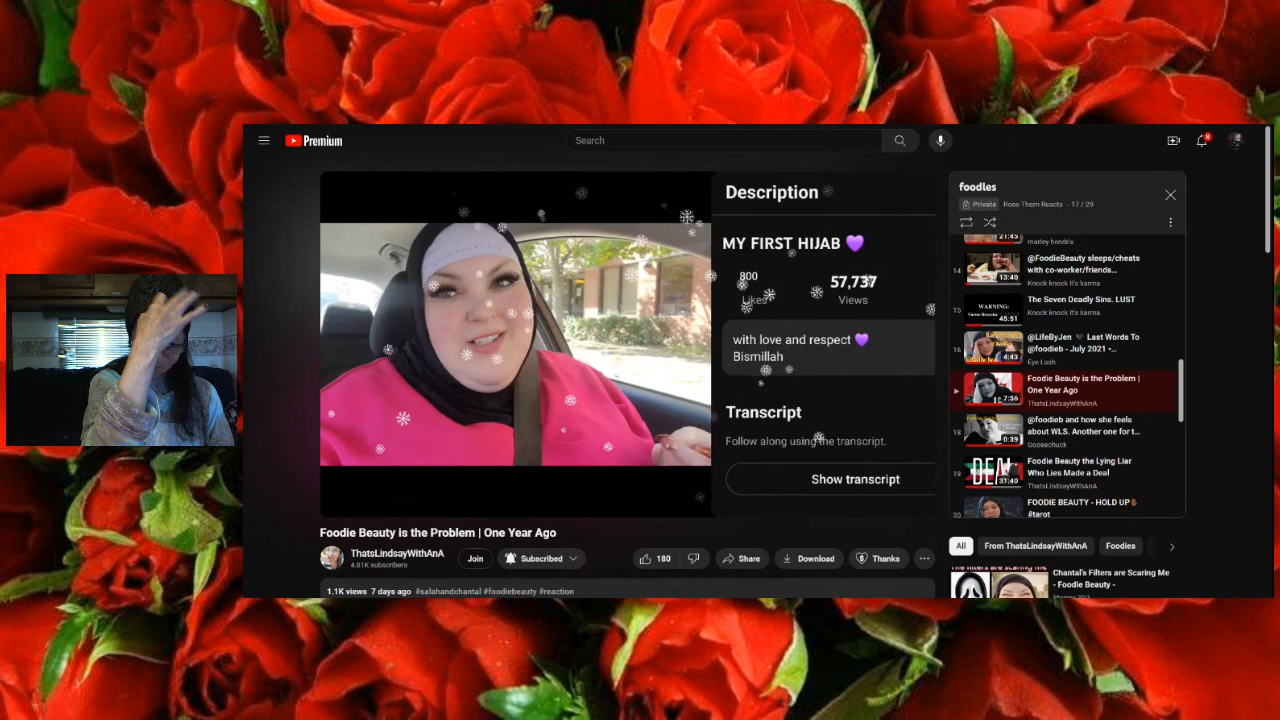 Premium
Search
8
Description
MY FIRST HIJAB 💜
800
Likes
57,737
Views
with love and respect 💜
Bismillah
Transcript
Follow along using the transcript.
Show transcript
foodles
Private
Rose Them Reacts - 17 / 29
21:45
marley hendrix
14
13:40
@FoodieBeauty sleeps/cheats
with co-worker/friends...
Knock knock It's karma
15
WARNING:
45:51
The Seven Deadly Sins. LUST
Knock knock It's karma
16
4:43
@LifeByJen 🖤 Last Words To
@foodieb - July 2021 •...
Eye Lash
7:56
Foodie Beauty is the Problem |
One Year Ago
ThatsLindsayWithAnA
18
0:39
@foodieb and how she feels
about WLS. Another one for t...
Goosechuck
19
DEAL
31:40
Foodie Beauty the Lying Liar
Who Lies Made a Deal
ThatsLindsayWithAnA
20
FOODIE BEAUTY - HOLD UP✋
#tarot
Foodie Beauty is the Problem | One Year Ago
ThatsLindsayWithAnA
4.81K subscribers
Join
Subscribed
180
Share
Download
Thanks
1.1K views 7 days ago #salahandchantal #foodiebeauty #reaction
All
From ThatsLindsayWithAnA
Foodies
Chantal's Filters are Scaring Me
- Foodie Beauty -